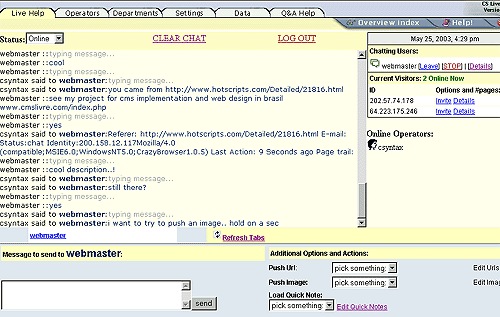 CS Live
Versio
Live Help Operators Departments Settings Data Q&A Help
Overview Index Help!
Status: Online CLEAR CHAT LOG OUT
May 25, 2003, 4:29 pm
webmaster ::typing message...
webmaster ::cool
webmaster ::typing message...
csyntax said to webmaster:typing message...
csyntax said to webmaster:you came from http://www.hotscripts.com/Detailed/21816.html
webmaster ::see my project for cms implementation and web design in brasil
www.cmslivre.com/index.php
webmaster ::typing message...
webmaster ::yes
csyntax said to webmaster:Referer: http://www.hotscripts.com/Detailed/21816.html E-mail:
Status:chat Identity:200.158.12.117Mozilla/4.0
(compatible;MSIE6.0;WindowsNT5.0;CrazyBrowser1.0.5) Last Action: 9 Seconds ago Page trail:
webmaster ::typing message...
webmaster ::cool description..!
csyntax said to webmaster:typing message...
csyntax said to webmaster:still there?
webmaster ::typing message...
webmaster ::yes
csyntax said to webmaster:typing message...
csyntax said to webmaster:i want to try to push an image.. hold on a sec
Chatting Users:
webmaster (Leave) [STOP] | [Details]
Current Visitors: 2 Online Now
ID Options and #pages:
202.57.74.178 Invite Details
64.223.175.246 Invite Details
Online Operators:
csyntax
webmaster
Refresh Tabs
Message to send to webmaster:
send
Additional Options and Actions:
Push Url: pick something: Edit Urls
Push Image: pick something: Edit Imag
Load Quick Note:
pick something: Edit Quick Notes